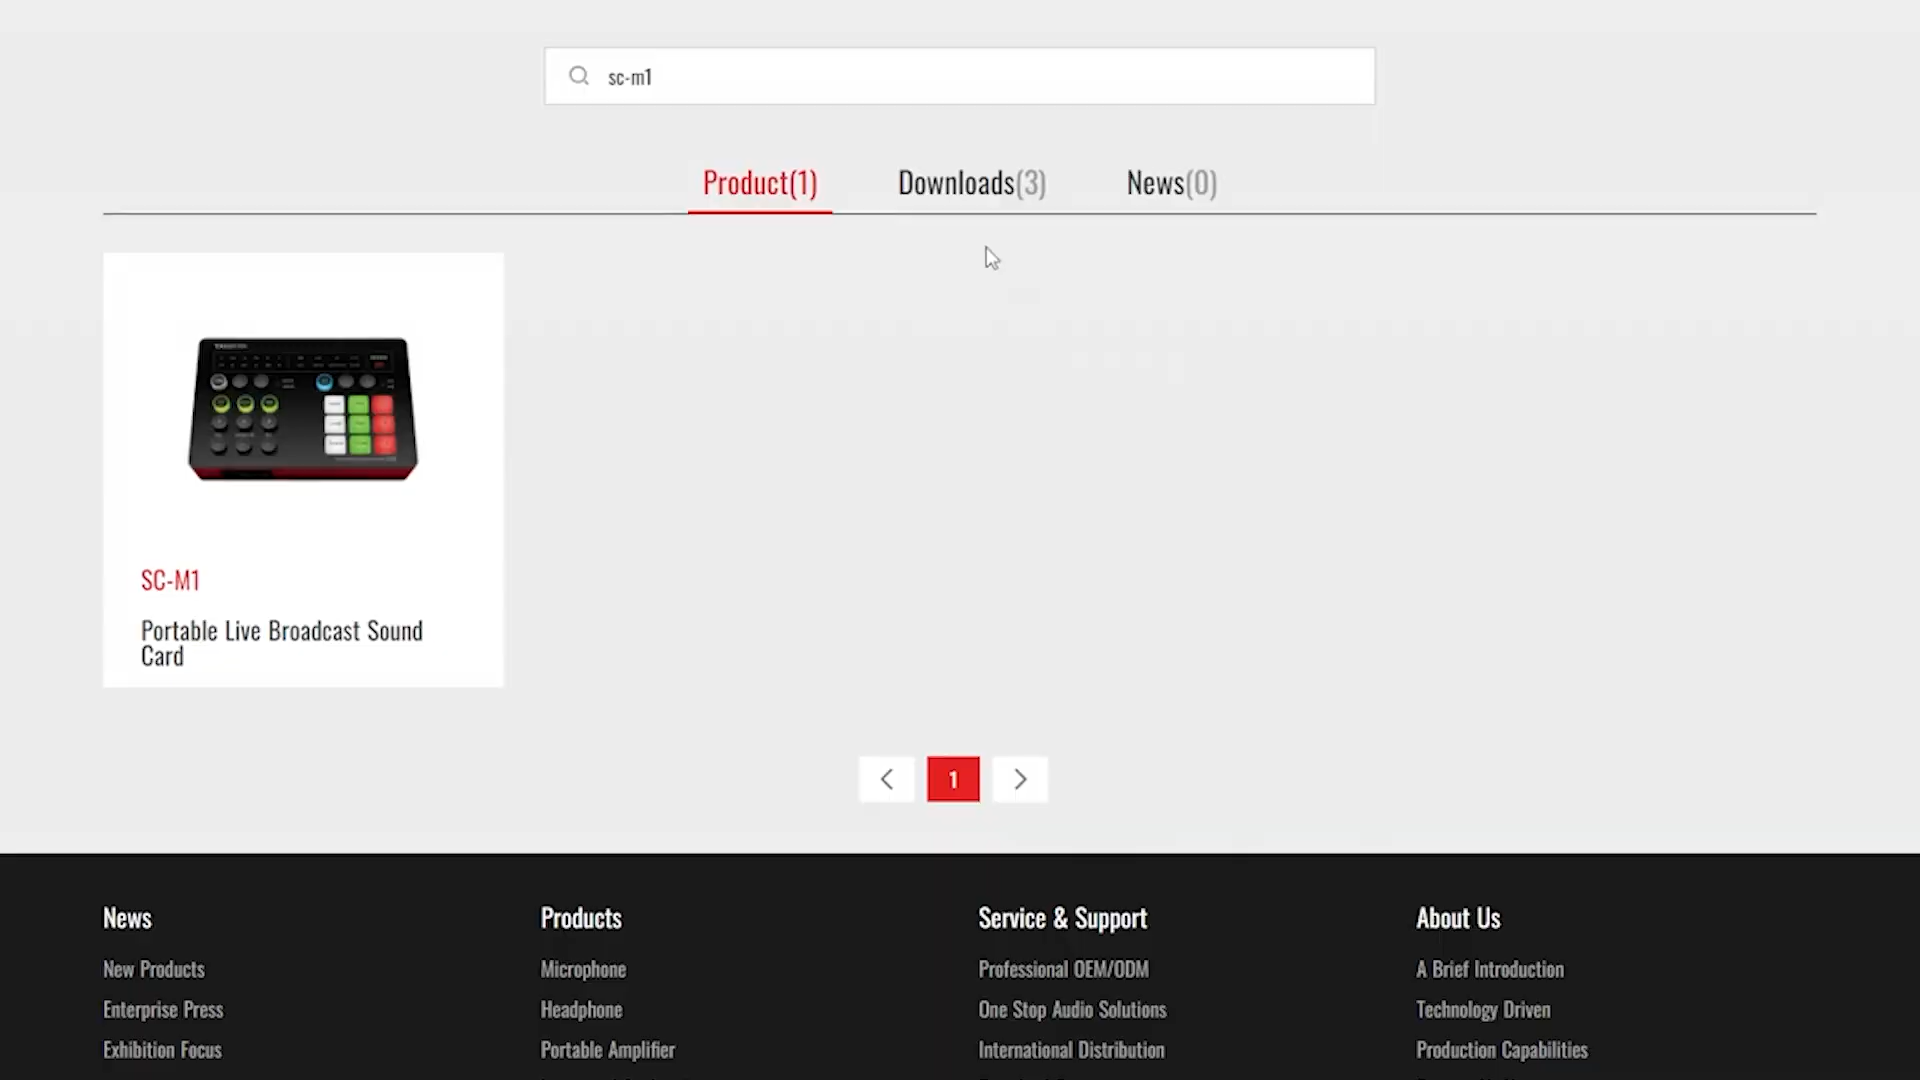 sc-m1
Product(1)
Downloads(3)
News(0)
SC-M1
Portable Live Broadcast Sound
Card
1
News
New Products
Enterprise Press
Exhibition Focus
Products
Microphone
Headphone
Portable Amplifier
Service & Support
Professional OEM/ODM
One Stop Audio Solutions
International Distribution
About Us
A Brief Introduction
Technology Driven
Production Capabilities